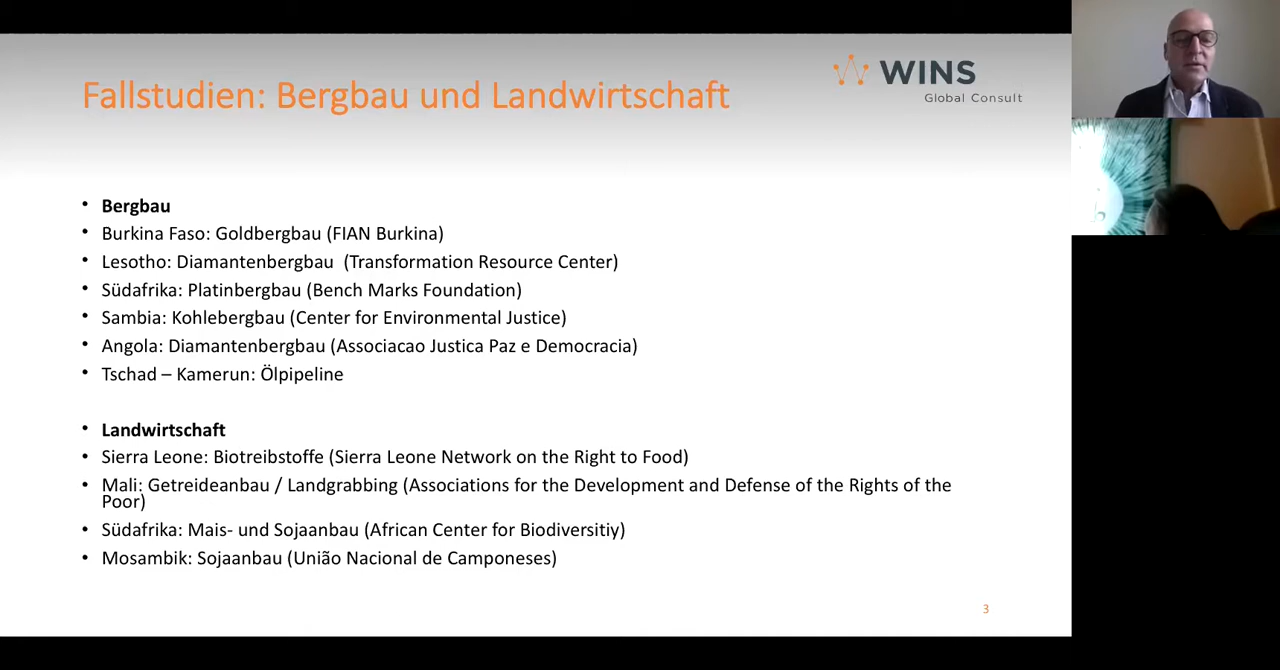 Fallstudien: Bergbau und Landwirtschaft
WINS
Global Consult
• Bergbau
• Burkina Faso: Goldbergbau (FIAN Burkina)
• Lesotho: Diamantenbergbau (Transformation Resource Center)
• Südafrika: Platinbergbau (Bench Marks Foundation)
• Sambia: Kohlebergbau (Center for Environmental Justice)
• Angola: Diamantenbergbau (Associacao Justica Paz e Democracia)
• Tschad – Kamerun: Ölpipeline
• Landwirtschaft
• Sierra Leone: Biotreibstoffe (Sierra Leone Network on the Right to Food)
• Mali: Getreideanbau / Landgrabbing (Associations for the Development and Defense of the Rights of the
Poor)
• Südafrika: Mais- und Sojaanbau (African Center for Biodiversitiy)
• Mosambik: Sojaanbau (União Nacional de Camponeses)
3